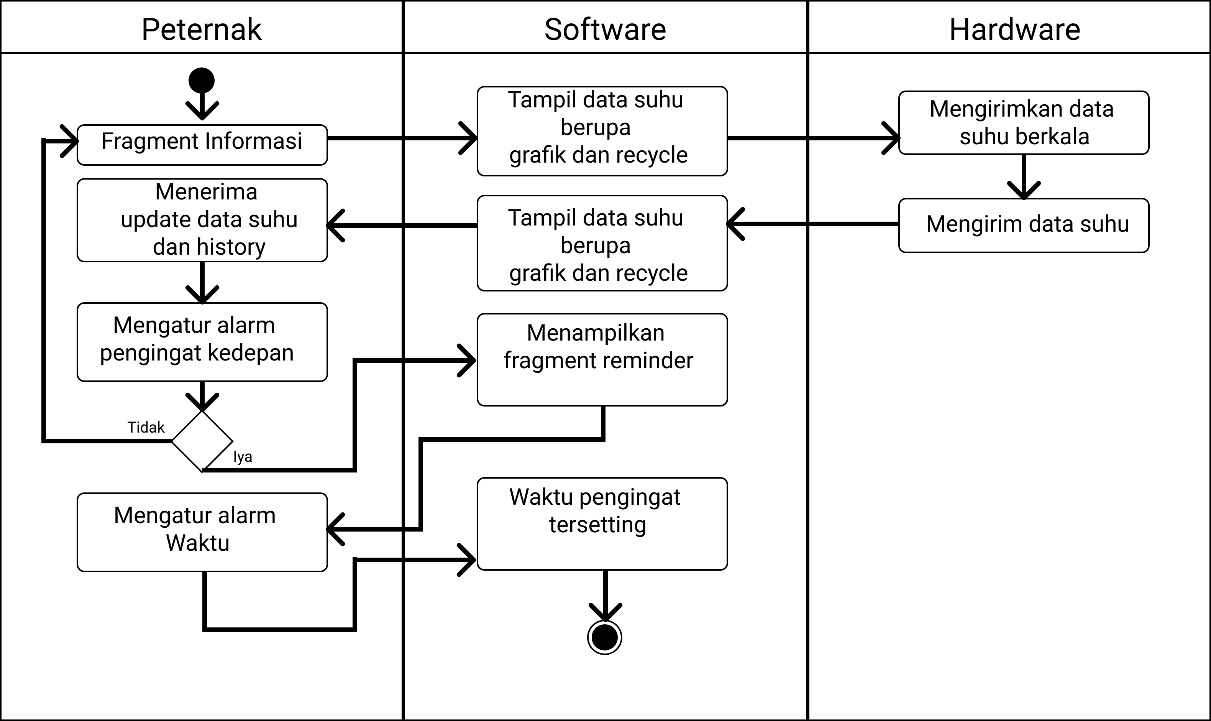 Peternak
Software
Hardware
Fragment Informasi
Tampil data suhu
berupa
grafik dan recycle
Mengirimkan data
suhu berkala
Menerima
update data suhu
dan history
Tampil data suhu
berupa
grafik dan recycle
Mengirim data suhu
Mengatur alarm
pengingat kedepan
Menampilkan
fragment reminder
Tidak
Iya
Mengatur alarm
Waktu
Waktu pengingat
tersetting